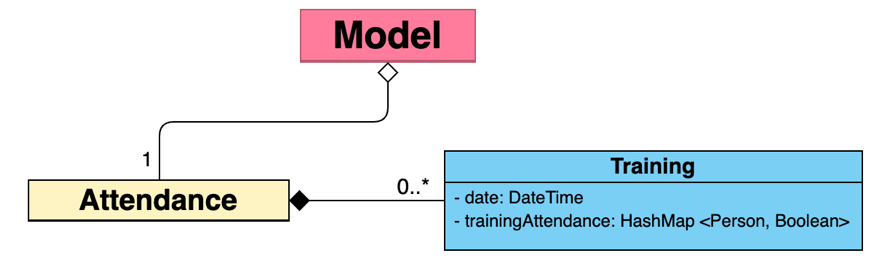 Model
1
Attendance
0..*
Training
- date: DateTime
- trainingAttendance: HashMap <Person, Boolean>